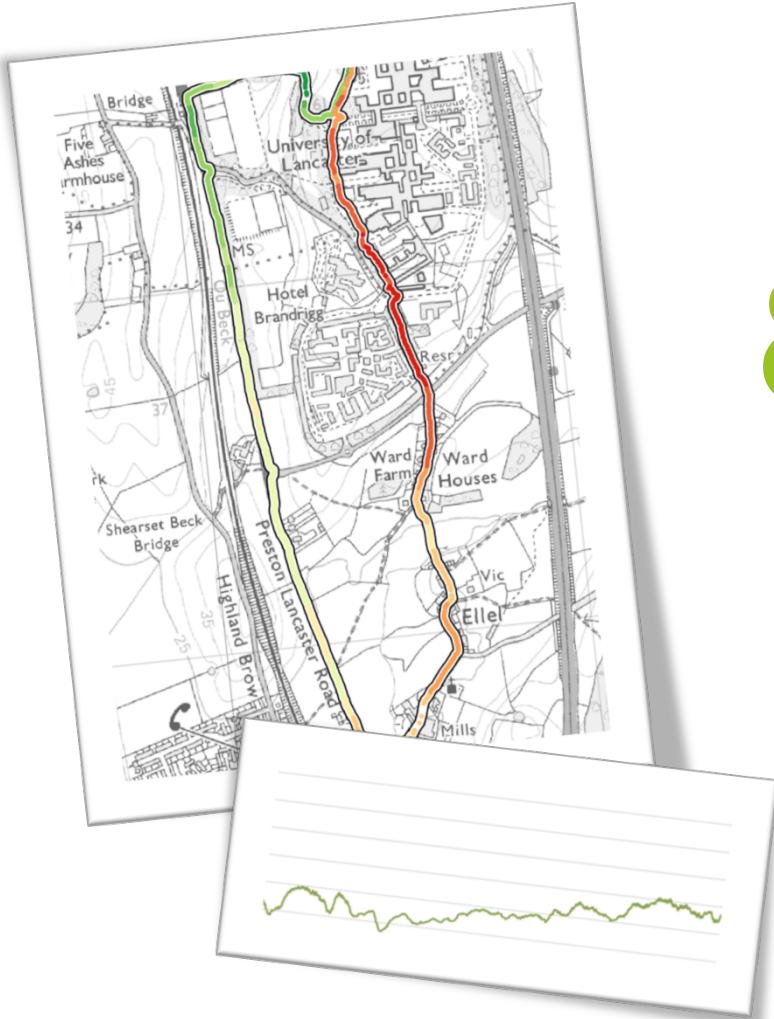 Bridge
Five
Ashes
rmhouse
34
University of
Lancaster
MS
Ou Beck
Hotel
Brandrigg
45
37
Resr
Ward
Farm
Ward
Houses
rk
Shearset Beck
Bridge
Vic
Ellel
Preston Lancaster Road
Highland Brow
35
25
Mills